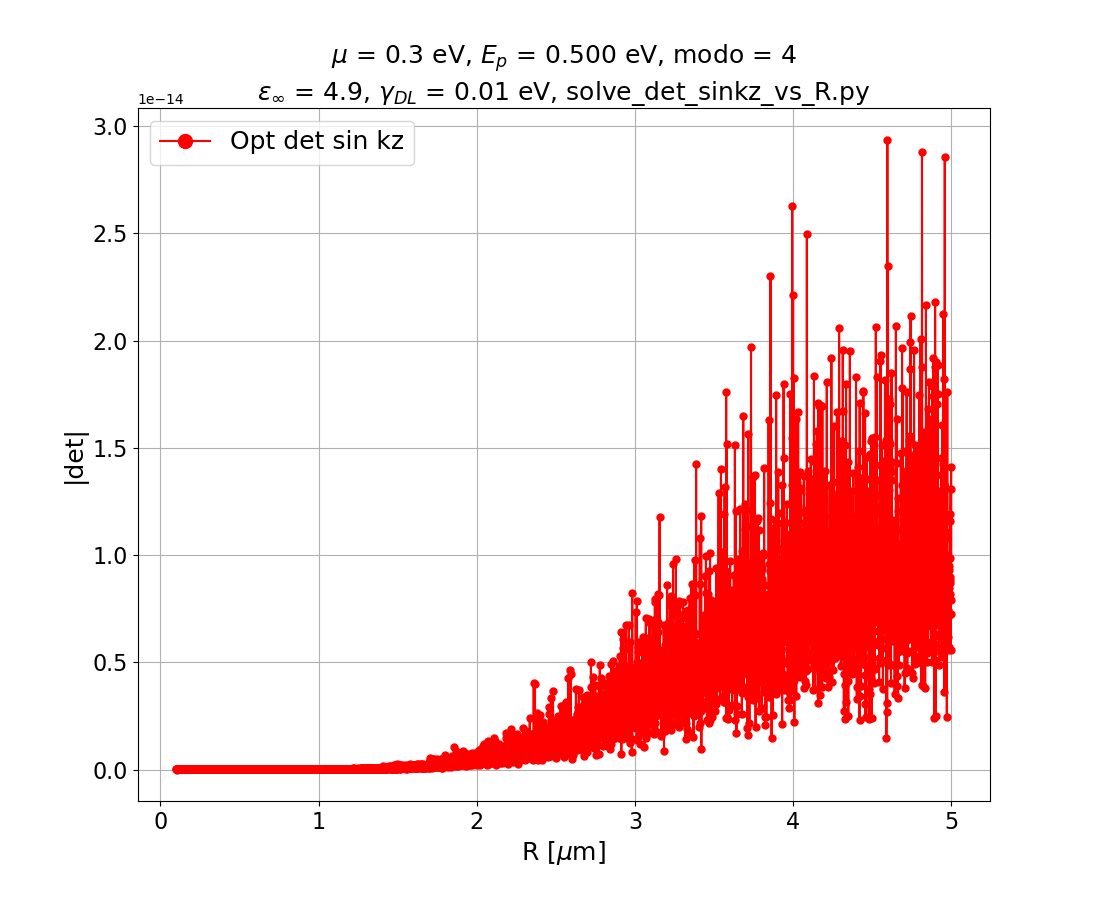 μ = 0.3 eV, E_p = 0.500 eV, modo = 4
ε_∞ = 4.9, γ_DL = 0.01 eV, solve_det_sinkz_vs_R.py
1e−14
3.0
Opt det sin kz
2.5
2.0
1.5
1.0
0.5
0.0
|det|
0 1 2 3 4 5
R [μm]